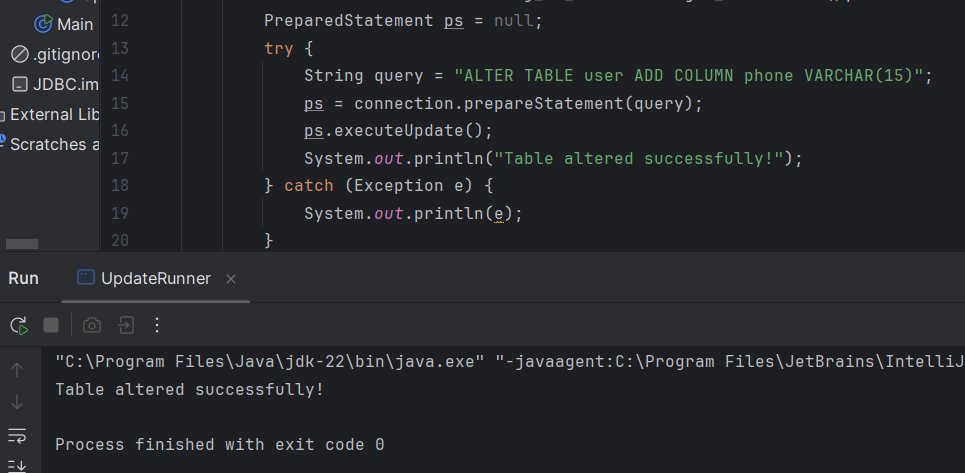 Main
.gitignore
JDBC.im
External Lib
Scratches a
12 PreparedStatement ps = null;
13 try {
14 String query = "ALTER TABLE user ADD COLUMN phone VARCHAR(15)";
15 ps = connection.prepareStatement(query);
16 ps.executeUpdate();
17 System.out.println("Table altered successfully!");
18 } catch (Exception e) {
19 System.out.println(e);
20 }
Run UpdateRunner
"C:\Program Files\Java\jdk-22\bin\java.exe" "-javaagent:C:\Program Files\JetBrains\IntelliJ
Table altered successfully!
Process finished with exit code 0